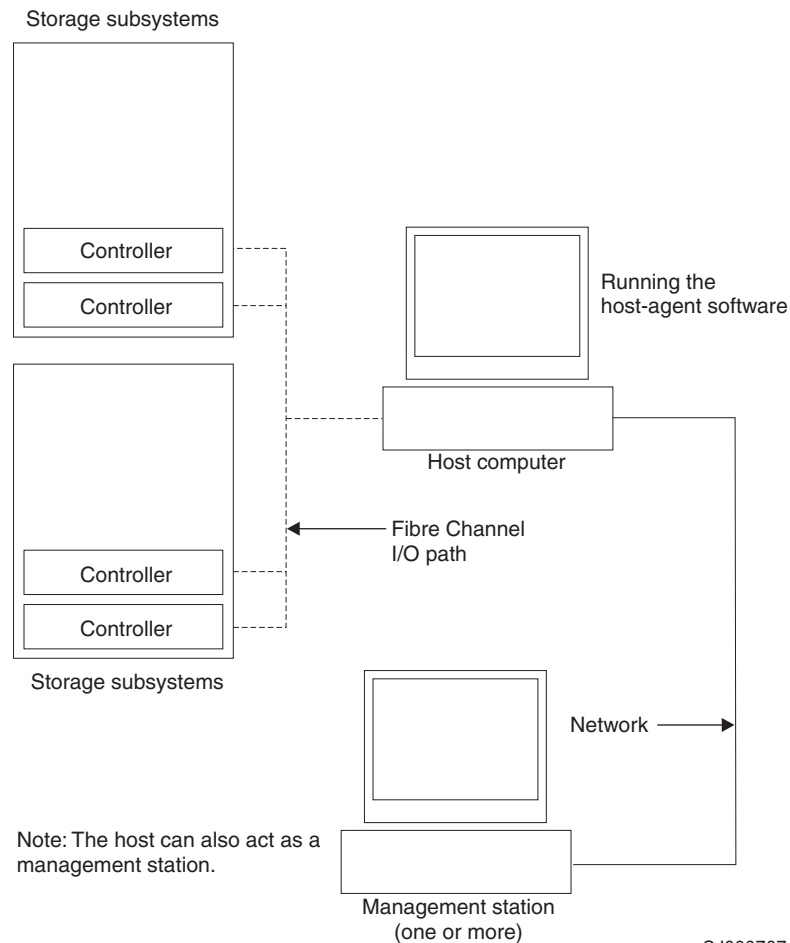 Storage subsystems
Controller
Controller
Running the
host-agent software
Host computer
Fibre Channel
I/O path
Controller
Controller
Storage subsystems
Network
Note: The host can also act as a
management station.
Management station
(one or more)